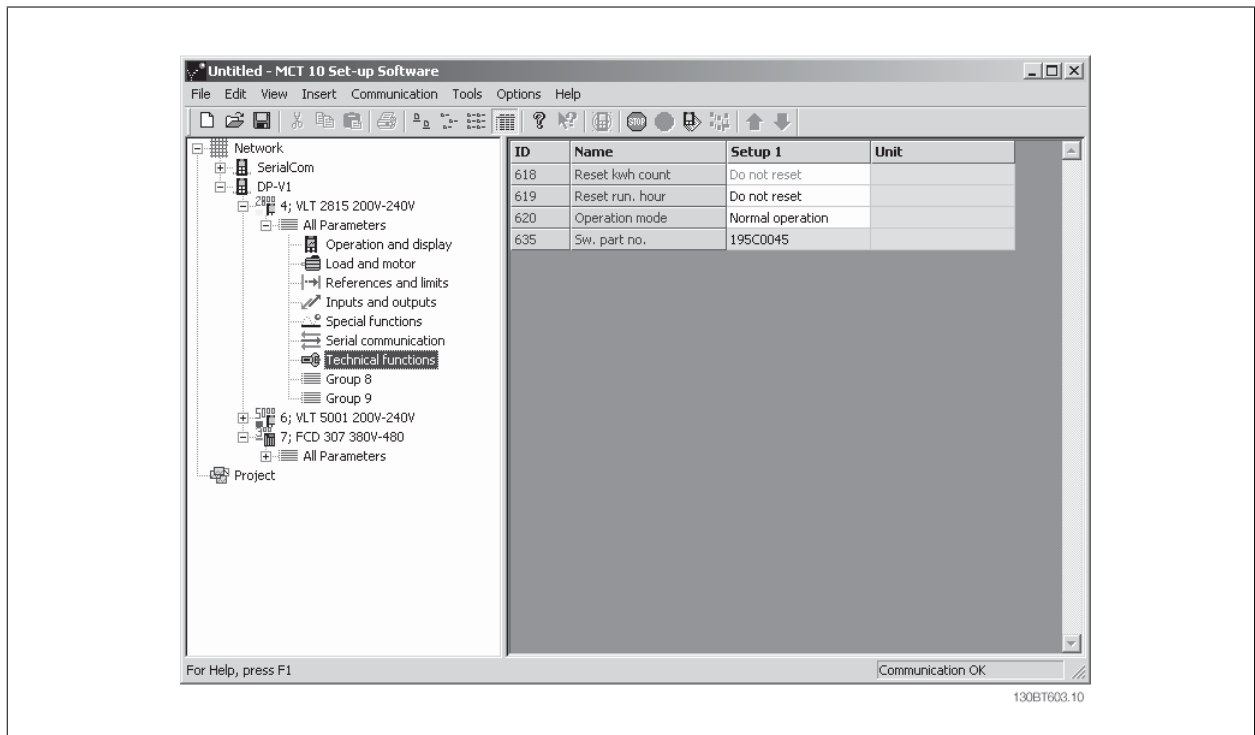 Untitled - MCT 10 Set-up Software
File Edit View Insert Communication Tools Options Help
STOP
Network
SerialCom
DP-V1
2800 4; VLT 2815 200V-240V
All Parameters
Operation and display
Load and motor
References and limits
Inputs and outputs
Special functions
Serial communication
Technical functions
Group 8
Group 9
5000 6; VLT 5001 200V-240V
300 7; FCD 307 380V-480
All Parameters
Project
ID Name Setup 1 Unit
618 Reset kwh count Do not reset
619 Reset run. hour Do not reset
620 Operation mode Normal operation
635 Sw. part no. 195C0045
For Help, press F1
Communication OK
130BT603.10